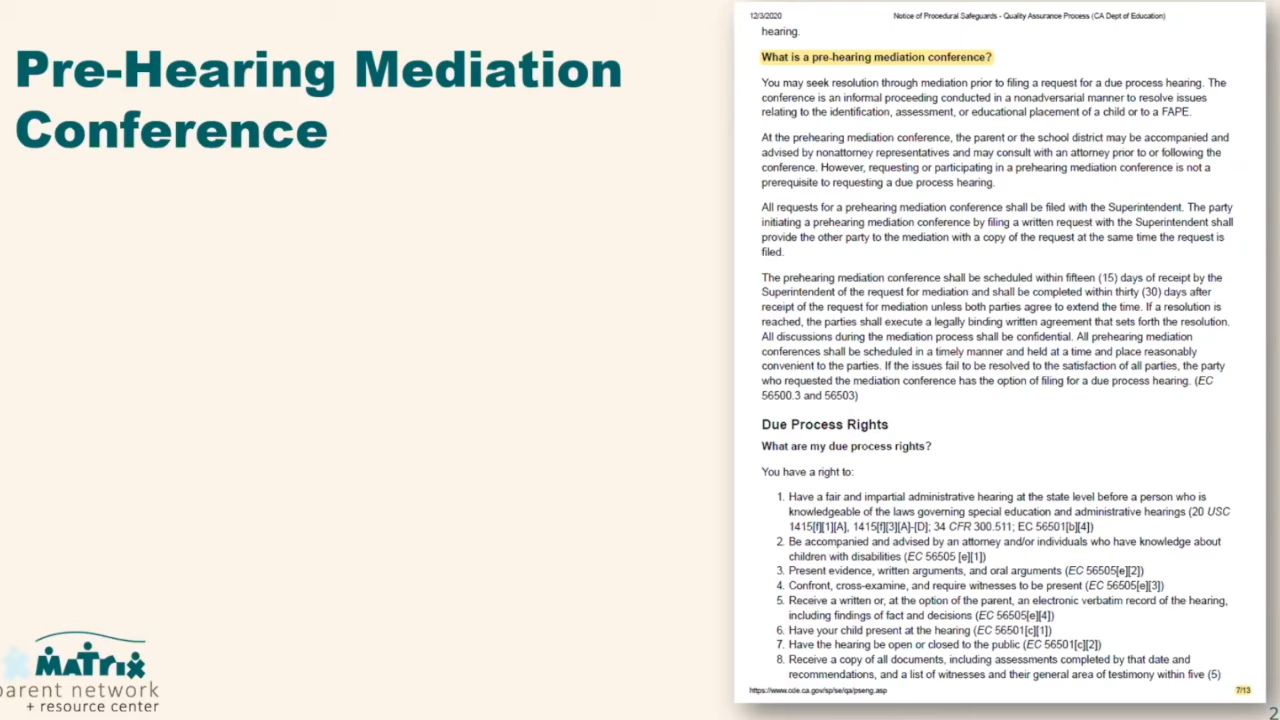 Pre-Hearing Mediation
Conference
12/3/2020 Notice of Procedural Safeguards - Quality Assurance Process (CA Dept of Education)
hearing.
What is a pre-hearing mediation conference?
You may seek resolution through mediation prior to filing a request for a due process hearing. The
conference is an informal proceeding conducted in a nonadversarial manner to resolve issues
relating to the identification, assessment, or educational placement of a child or to a FAPE.
At the prehearing mediation conference, the parent or the school district may be accompanied and
advised by nonattorney representatives and may consult with an attorney prior to or following the
conference. However, requesting or participating in a prehearing mediation conference is not a
prerequisite to requesting a due process hearing.
All requests for a prehearing mediation conference shall be filed with the Superintendent. The party
initiating a prehearing mediation conference by filing a written request with the Superintendent shall
provide the other party to the mediation with a copy of the request at the same time the request is
filed.
The prehearing mediation conference shall be scheduled within fifteen (15) days of receipt by the
Superintendent of the request for mediation and shall be completed within thirty (30) days after
receipt of the request for mediation unless both parties agree to extend the time. If a resolution is
reached, the parties shall execute a legally binding written agreement that sets forth the resolution.
All discussions during the mediation process shall be confidential. All prehearing mediation
conferences shall be scheduled in a timely manner and held at a time and place reasonably
convenient to the parties. If the issues fail to be resolved to the satisfaction of all parties, the party
who requested the mediation conference has the option of filing for a due process hearing. (EC
56500.3 and 56503)
Due Process Rights
What are my due process rights?
You have a right to:
1. Have a fair and impartial administrative hearing at the state level before a person who is
knowledgeable of the laws governing special education and administrative hearings (20 USC
1415[f][1][A], 1415[f][3][A]-[D]; 34 CFR 300.511; EC 56501[b][4])
2. Be accompanied and advised by an attorney and/or individuals who have knowledge about
children with disabilities (EC 56505 [e][1])
3. Present evidence, written arguments, and oral arguments (EC 56505[e][2])
4. Confront, cross-examine, and require witnesses to be present (EC 56505[e][3])
5. Receive a written or, at the option of the parent, an electronic verbatim record of the hearing,
including findings of fact and decisions (EC 56505[e][4])
6. Have your child present at the hearing (EC 56501[c][1])
7. Have the hearing be open or closed to the public (EC 56501[c][2])
8. Receive a copy of all documents, including assessments completed by that date and
recommendations, and a list of witnesses and their general area of testimony within five (5)
https://www.cde.ca.gov/sp/se/qa/pseng.asp 7/13
MATRIX
parent network
+ resource center
2